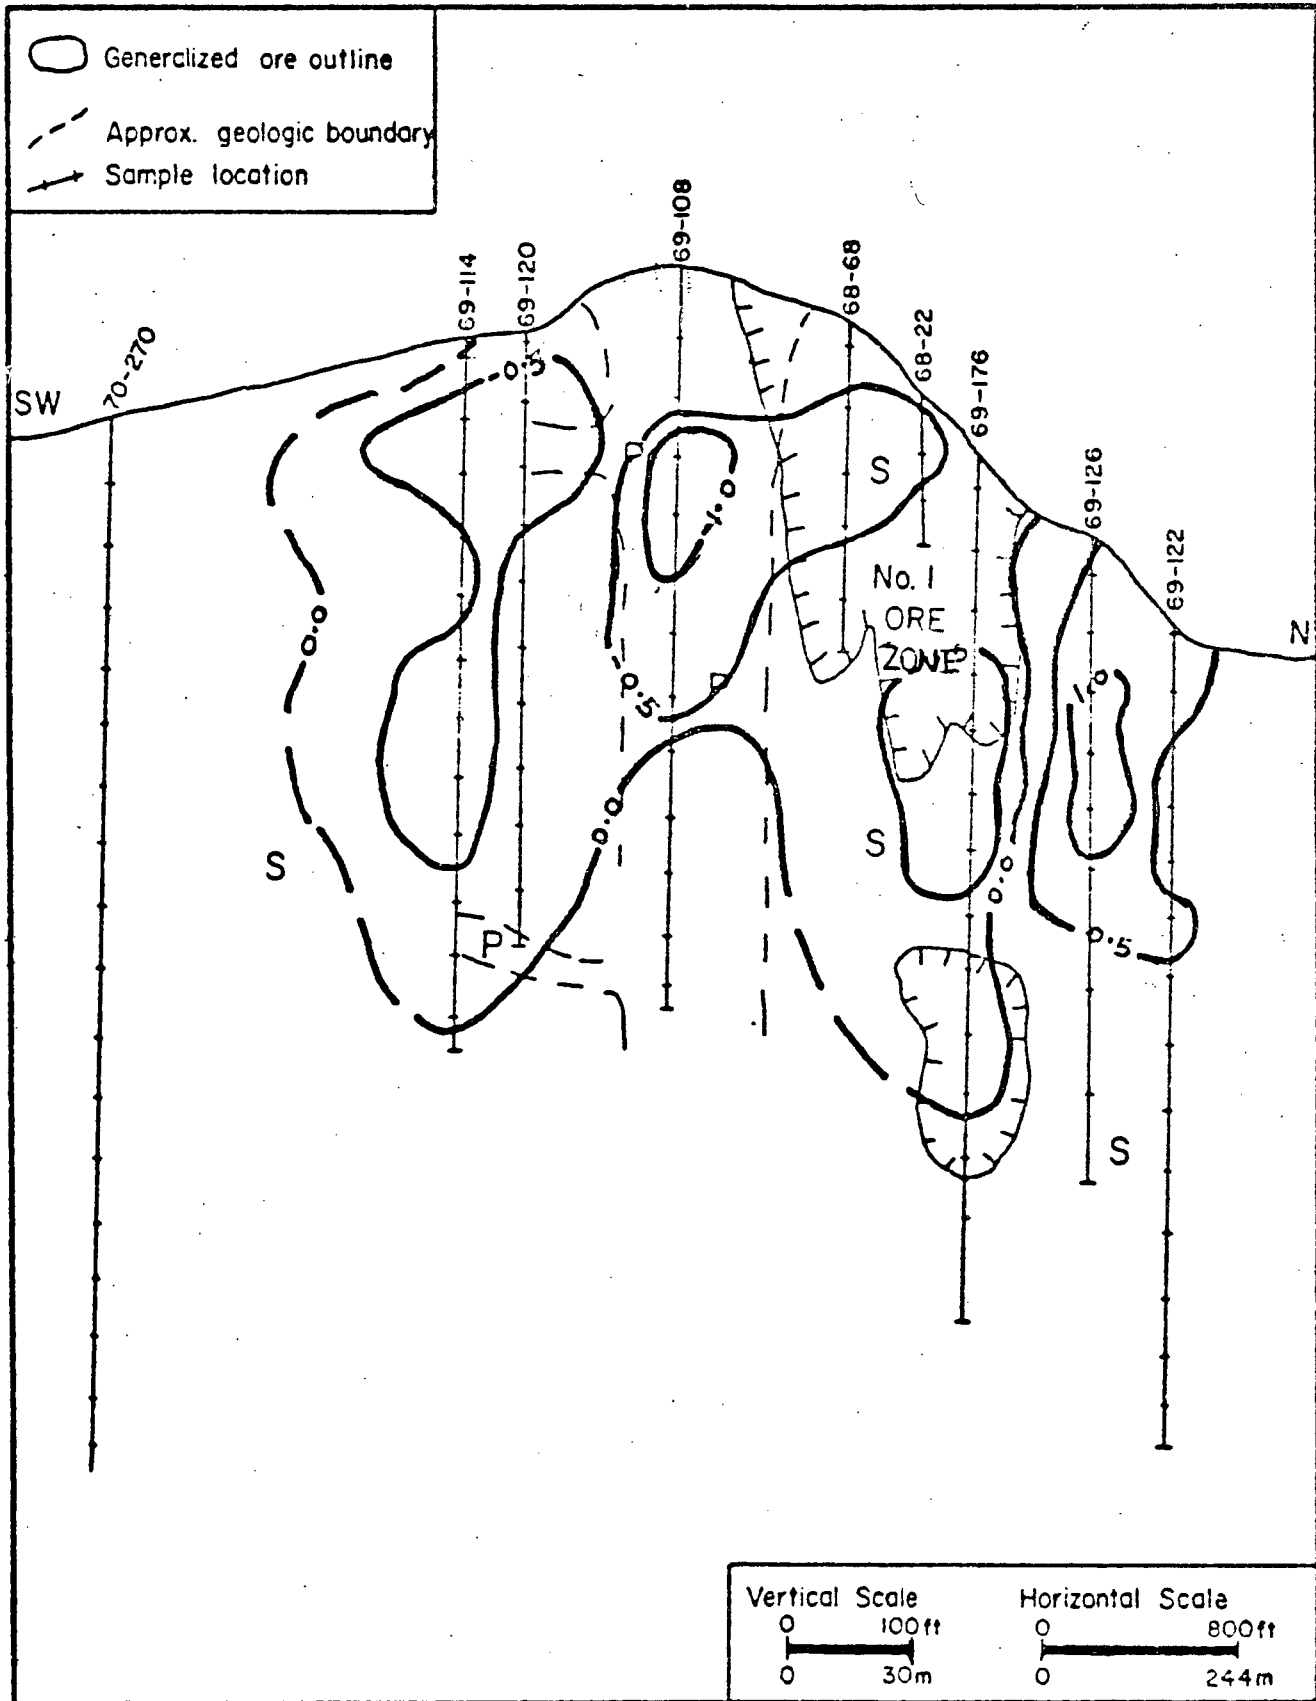 Generalized ore outline
Approx. geologic boundary
Sample location
SW
70-270
69-114
69-120
69-108
68-68
68-22
69-176
69-126
69-122
N
0.5
P
1.0
S
No. 1
ORE
ZONE
0.0
P
0.5
P
1.0
0.0
S
S
0.0
0.5
P
S
Vertical Scale
0 100ft
0 30m
Horizontal Scale
0 800ft
0 244m